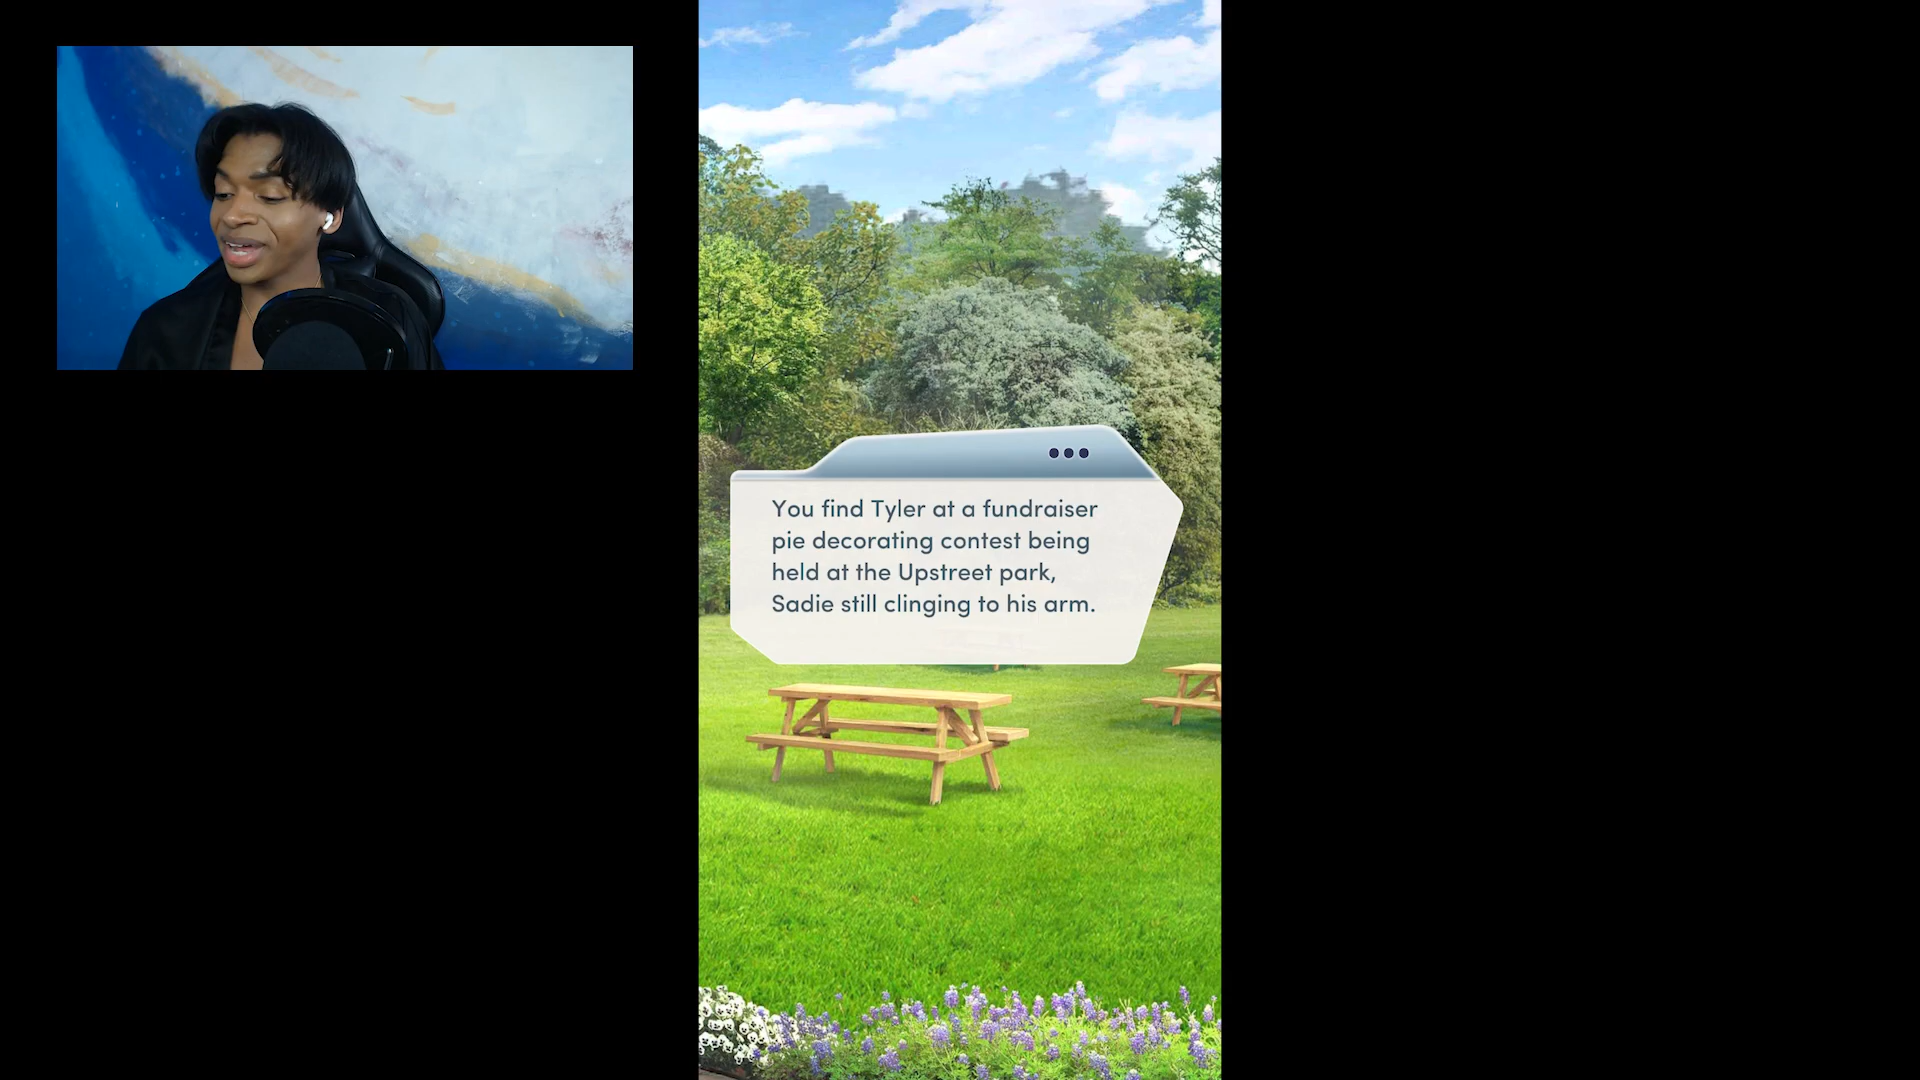 You find Tyler at a fundraiser
pie decorating contest being
held at the Upstreet park,
Sadie still clinging to his arm.